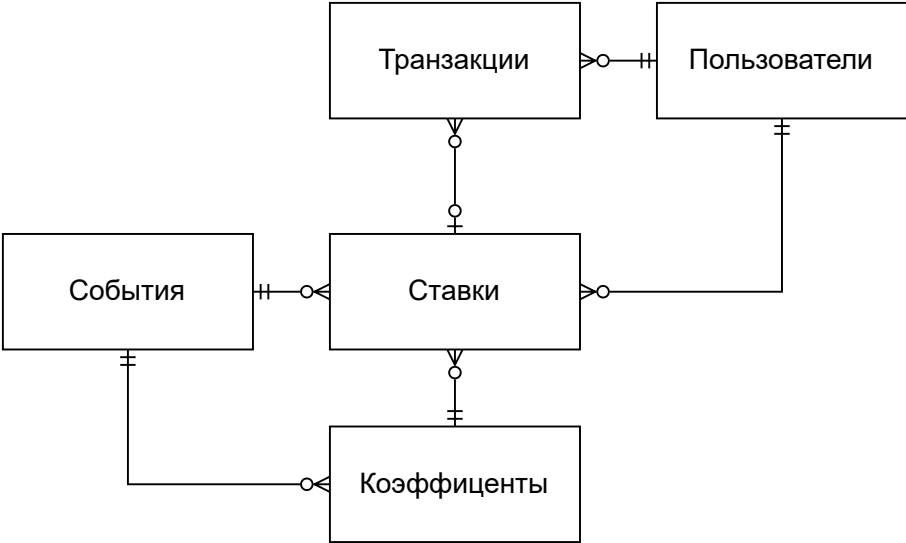 Транзакции
Пользователи
События
Ставки
Коэффиценты